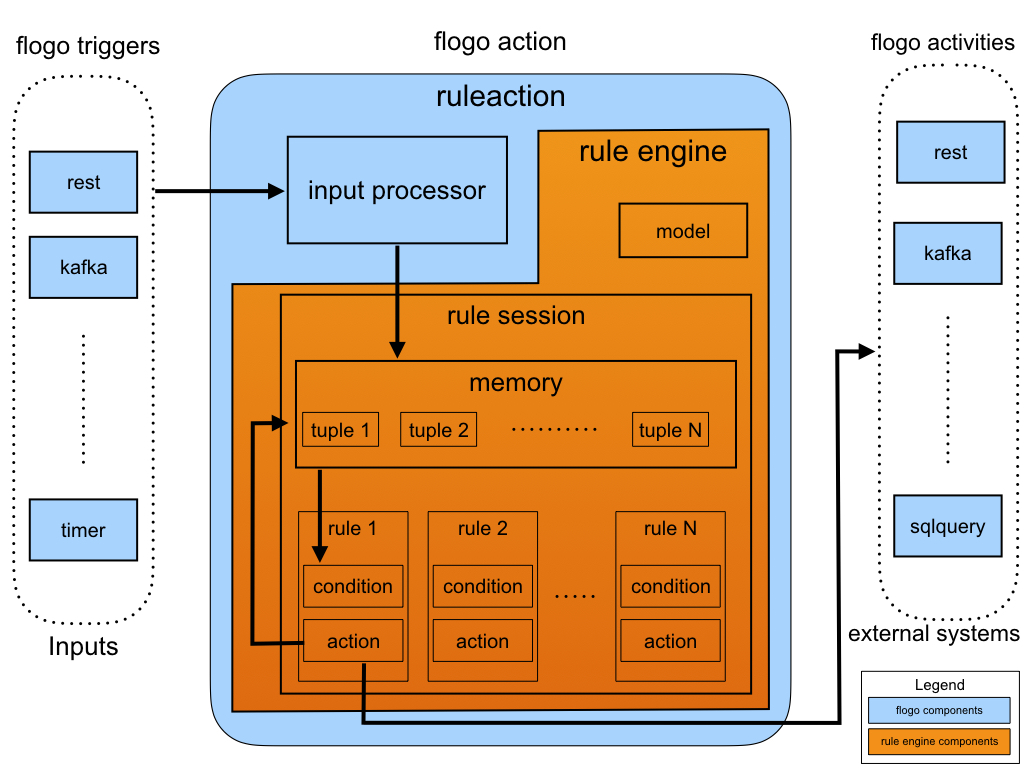 flogo triggers
rest
kafka
timer
Inputs
flogo action
ruleaction
input processor
rule engine
model
rule session
memory
tuple 1
tuple 2
tuple N
rule 1
condition
action
rule 2
condition
action
rule N
condition
action
flogo activities
rest
kafka
sqlquery
external systems
Legend
flogo components
rule engine components